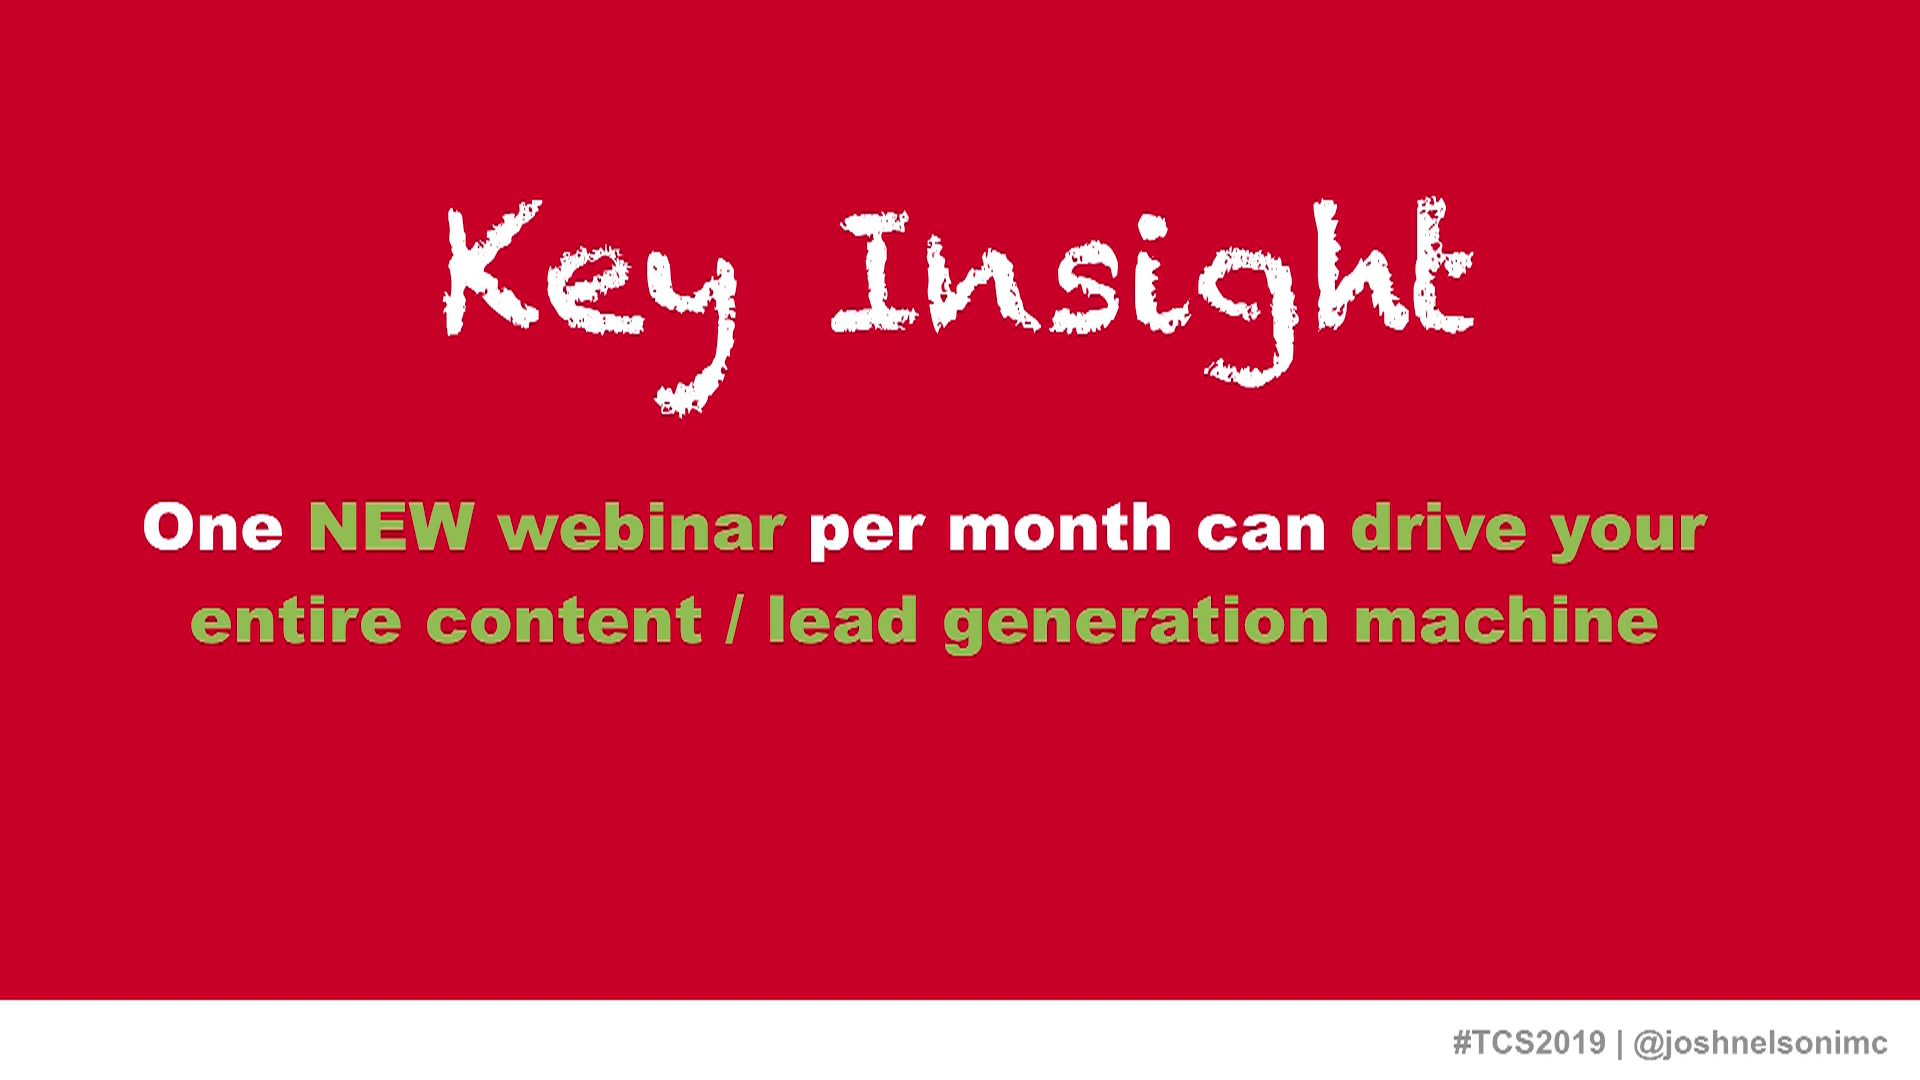 Key Insight
One NEW webinar per month can drive your
entire content / lead generation machine
#TCS2019 | @joshnelsonimc